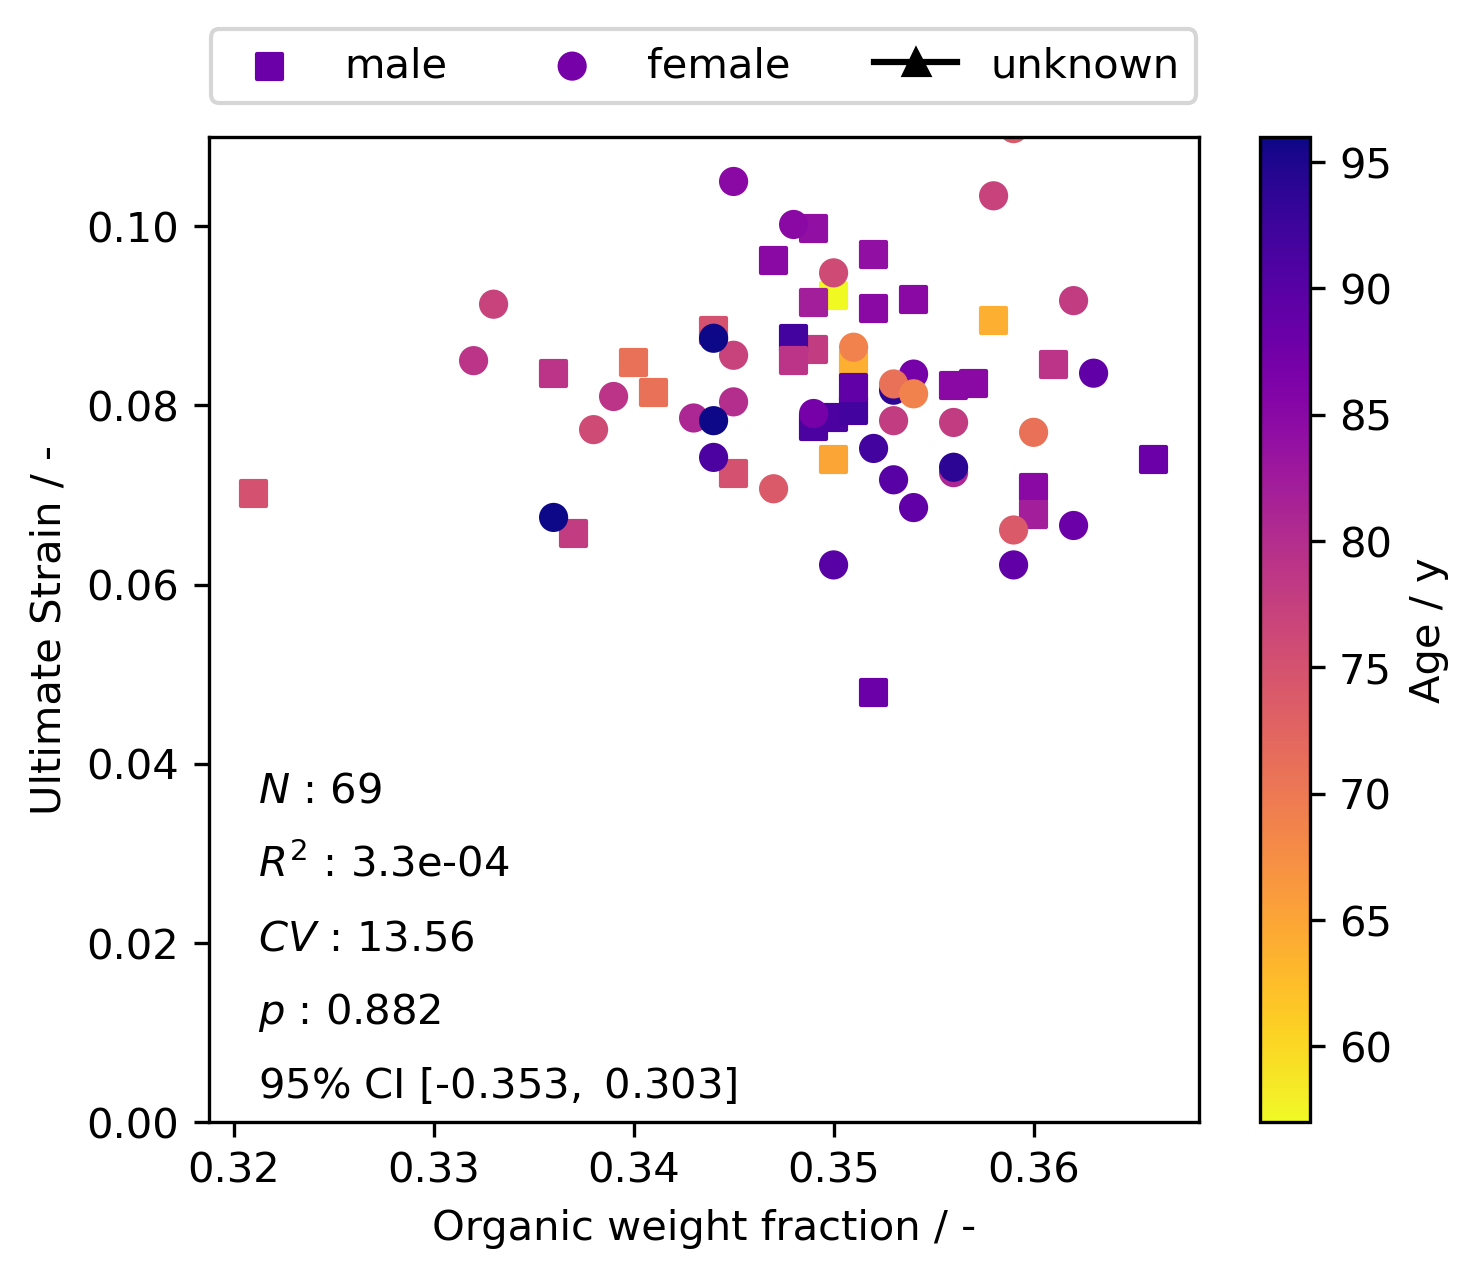 male female unknown
0.10
0.08
0.06
0.04
0.02
0.00
Ultimate Strain / -
N : 69
R² : 3.3e-04
CV : 13.56
p : 0.882
95% CI [-0.353, 0.303]
0.32 0.33 0.34 0.35 0.36
Organic weight fraction / -
95
90
85
80
75
70
65
60
Age / y